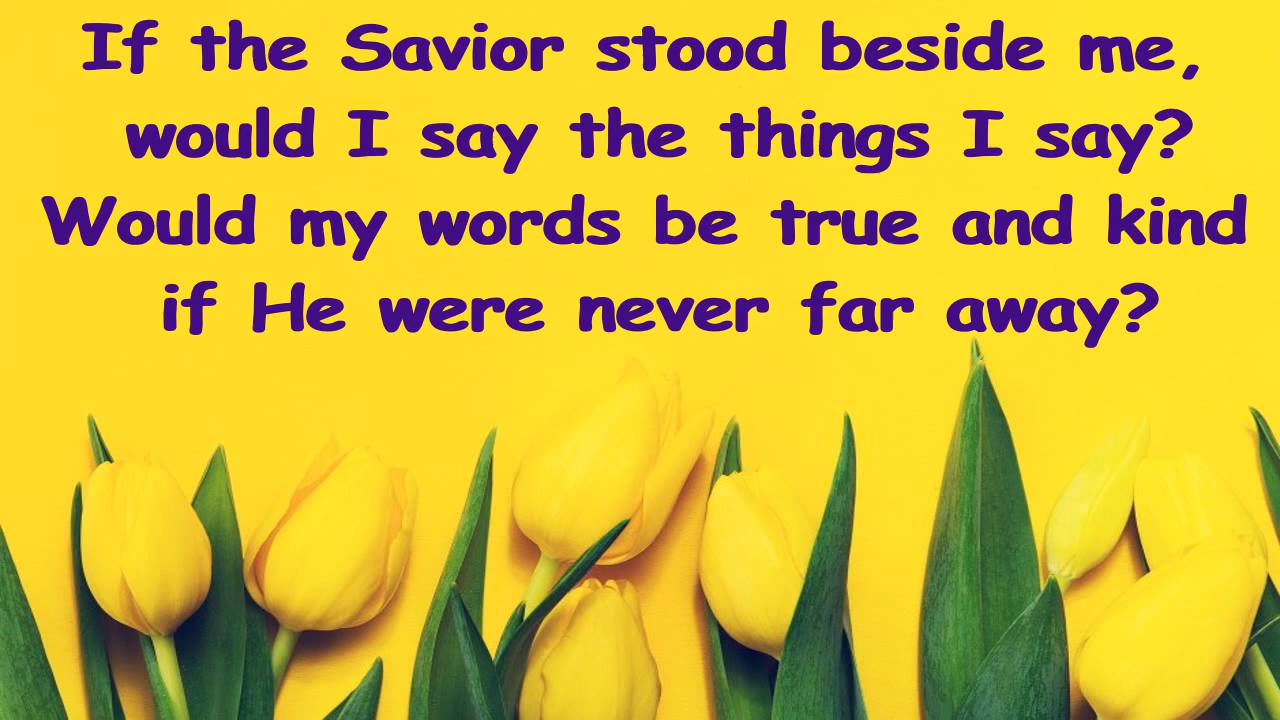 If the Savior stood beside me,
would I say the things I say?
Would my words be true and kind
if He were never far away?